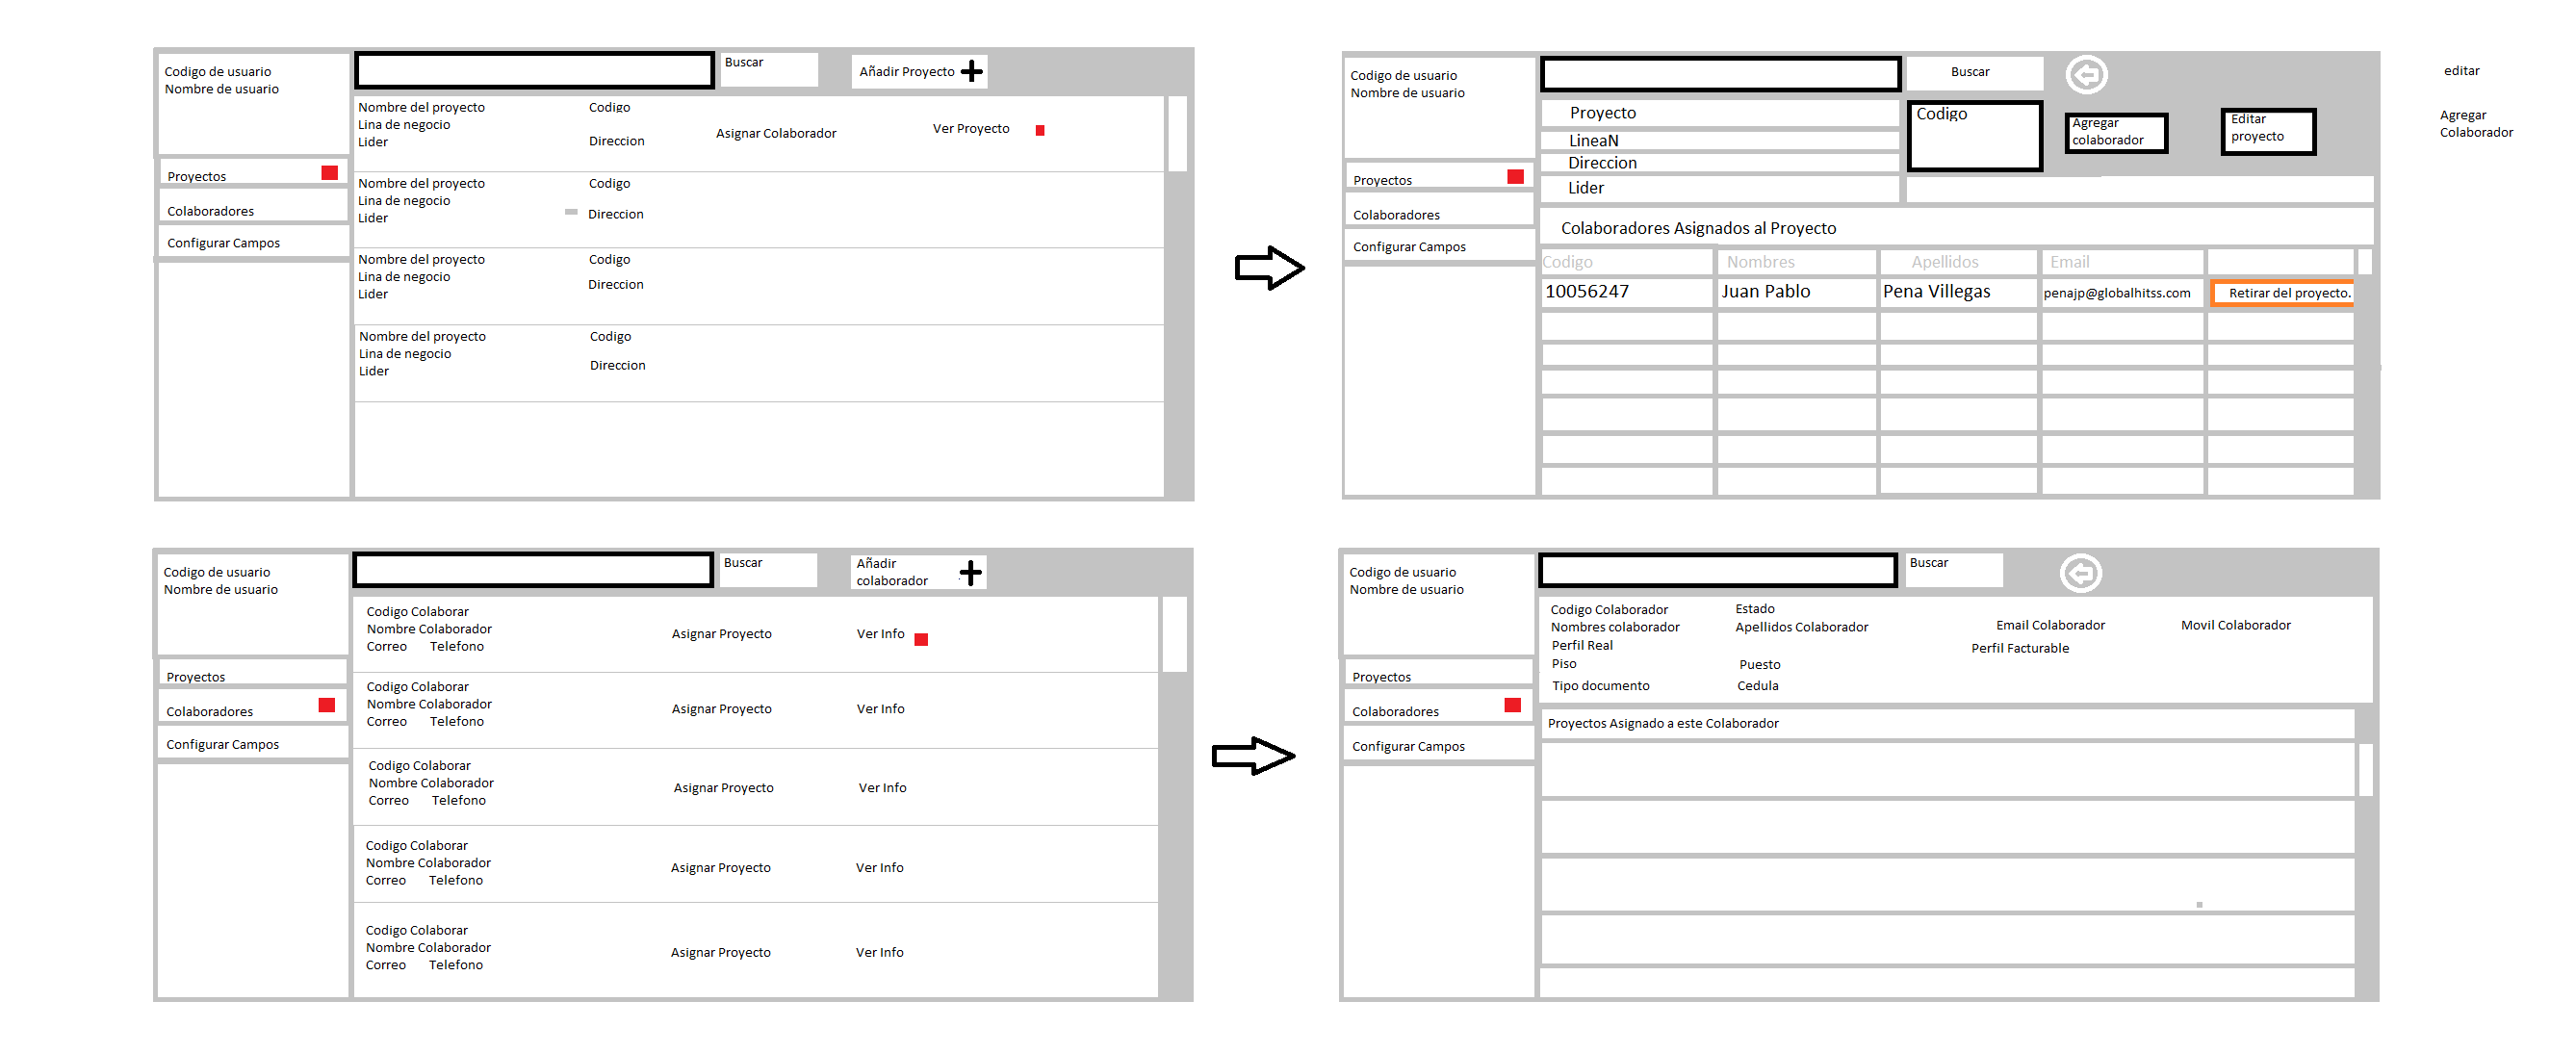 Codigo de usuario
Nombre de usuario
Proyectos
Colaboradores
Configurar Campos
Buscar
Añadir Proyecto
Nombre del proyecto
Lina de negocio
Lider
Codigo
Direccion
Asignar Colaborador
Ver Proyecto
Nombre del proyecto
Lina de negocio
Lider
Codigo
Direccion
Nombre del proyecto
Lina de negocio
Lider
Codigo
Direccion
Nombre del proyecto
Lina de negocio
Lider
Codigo
Direccion
Codigo de usuario
Nombre de usuario
Proyectos
Colaboradores
Configurar Campos
Buscar
Proyecto
LineaN
Direccion
Lider
Codigo
Agregar
colaborador
Editar
proyecto
Colaboradores Asignados al Proyecto
Codigo Nombres Apellidos Email
10056247 Juan Pablo Pena Villegas penajp@globalhitss.com Retirar del proyecto.
editar
Agregar
Colaborador
Codigo de usuario
Nombre de usuario
Proyectos
Colaboradores
Configurar Campos
Buscar
Añadir
colaborador
Codigo Colaborar
Nombre Colaborador
Correo Telefono
Asignar Proyecto
Ver Info
Codigo Colaborar
Nombre Colaborador
Correo Telefono
Asignar Proyecto
Ver Info
Codigo Colaborar
Nombre Colaborador
Correo Telefono
Asignar Proyecto
Ver Info
Codigo Colaborar
Nombre Colaborador
Correo Telefono
Asignar Proyecto
Ver Info
Codigo Colaborar
Nombre Colaborador
Correo Telefono
Asignar Proyecto
Ver Info
Codigo de usuario
Nombre de usuario
Proyectos
Colaboradores
Configurar Campos
Buscar
Codigo Colaborador Estado
Nombres colaborador Apellidos Colaborador Email Colaborador Movil Colaborador
Perfil Real Perfil Facturable
Piso Puesto
Tipo documento Cedula
Proyectos Asignado a este Colaborador